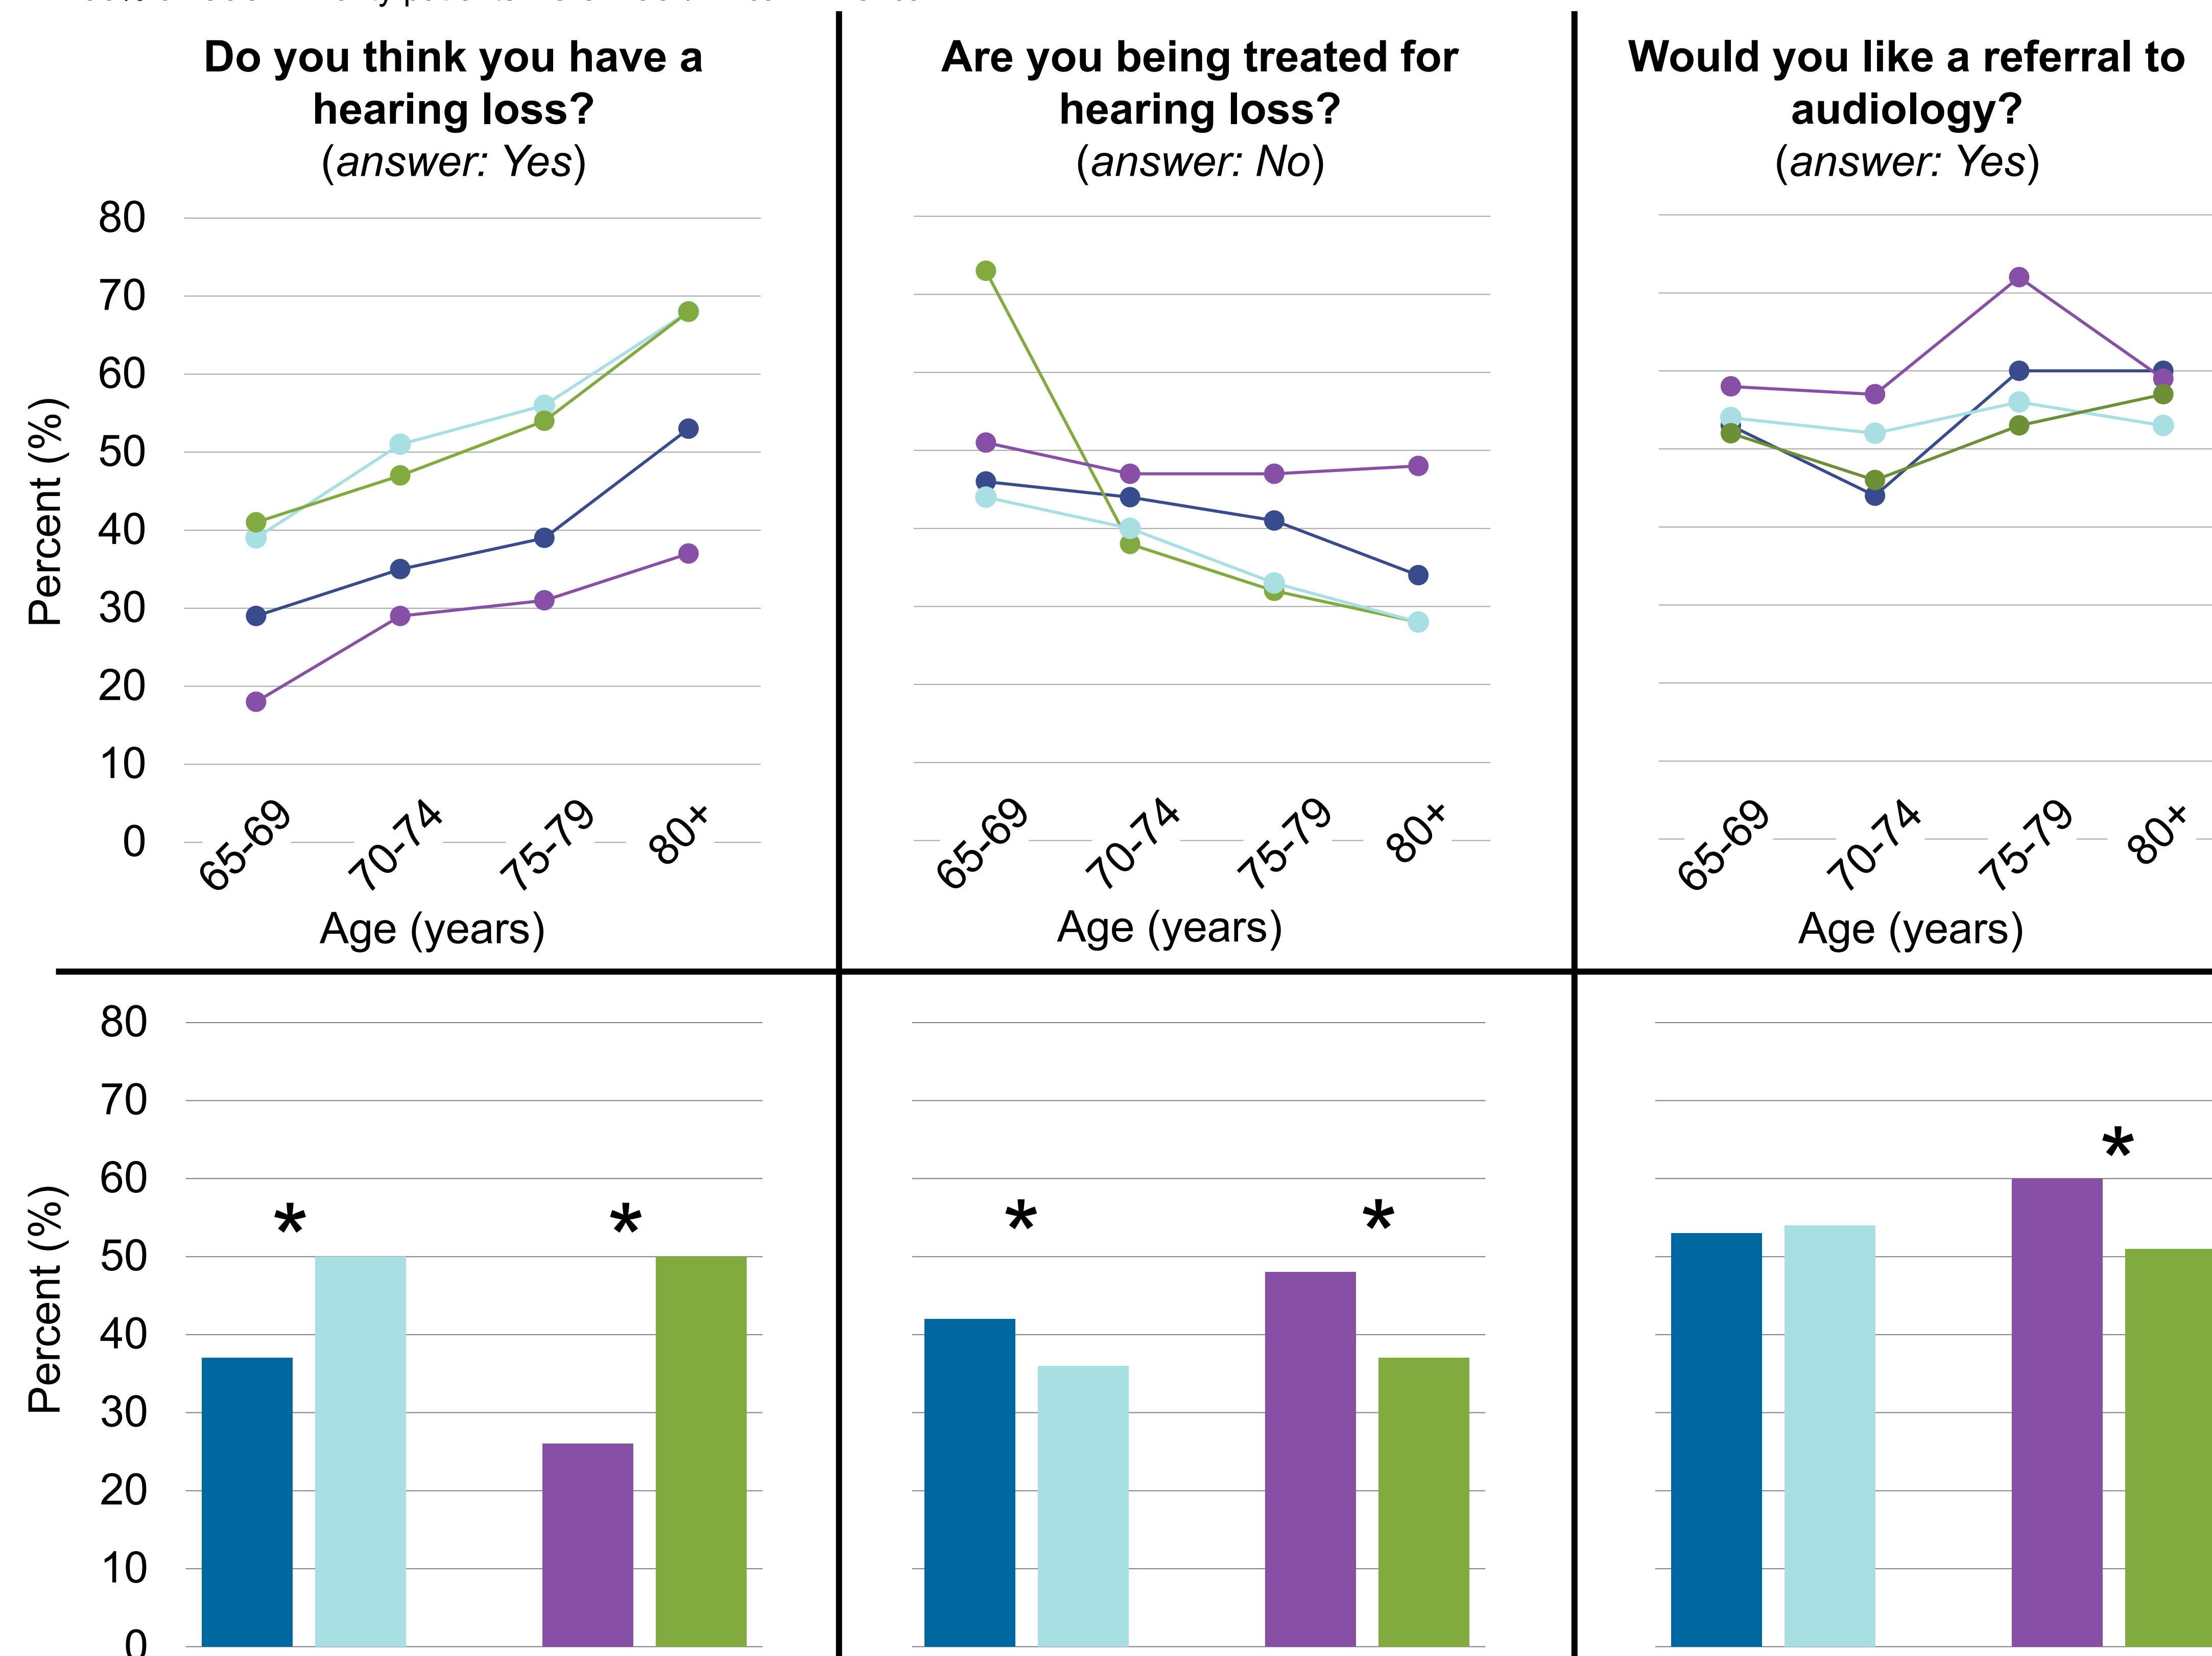 Do you think you have a
hearing loss?
(answer: Yes)
Are you being treated for
hearing loss?
(answer: No)
Would you like a referral to
audiology?
(answer: Yes)
80
70
60
50
40
30
20
10
0
Percent (%)
65-69 70-74 75-79 80+
Age (years)
65-69 70-74 75-79 80+
Age (years)
65-69 70-74 75-79 80+
Age (years)
80
70
60
50
40
30
20
10
0
Percent (%)
* *
* *
*